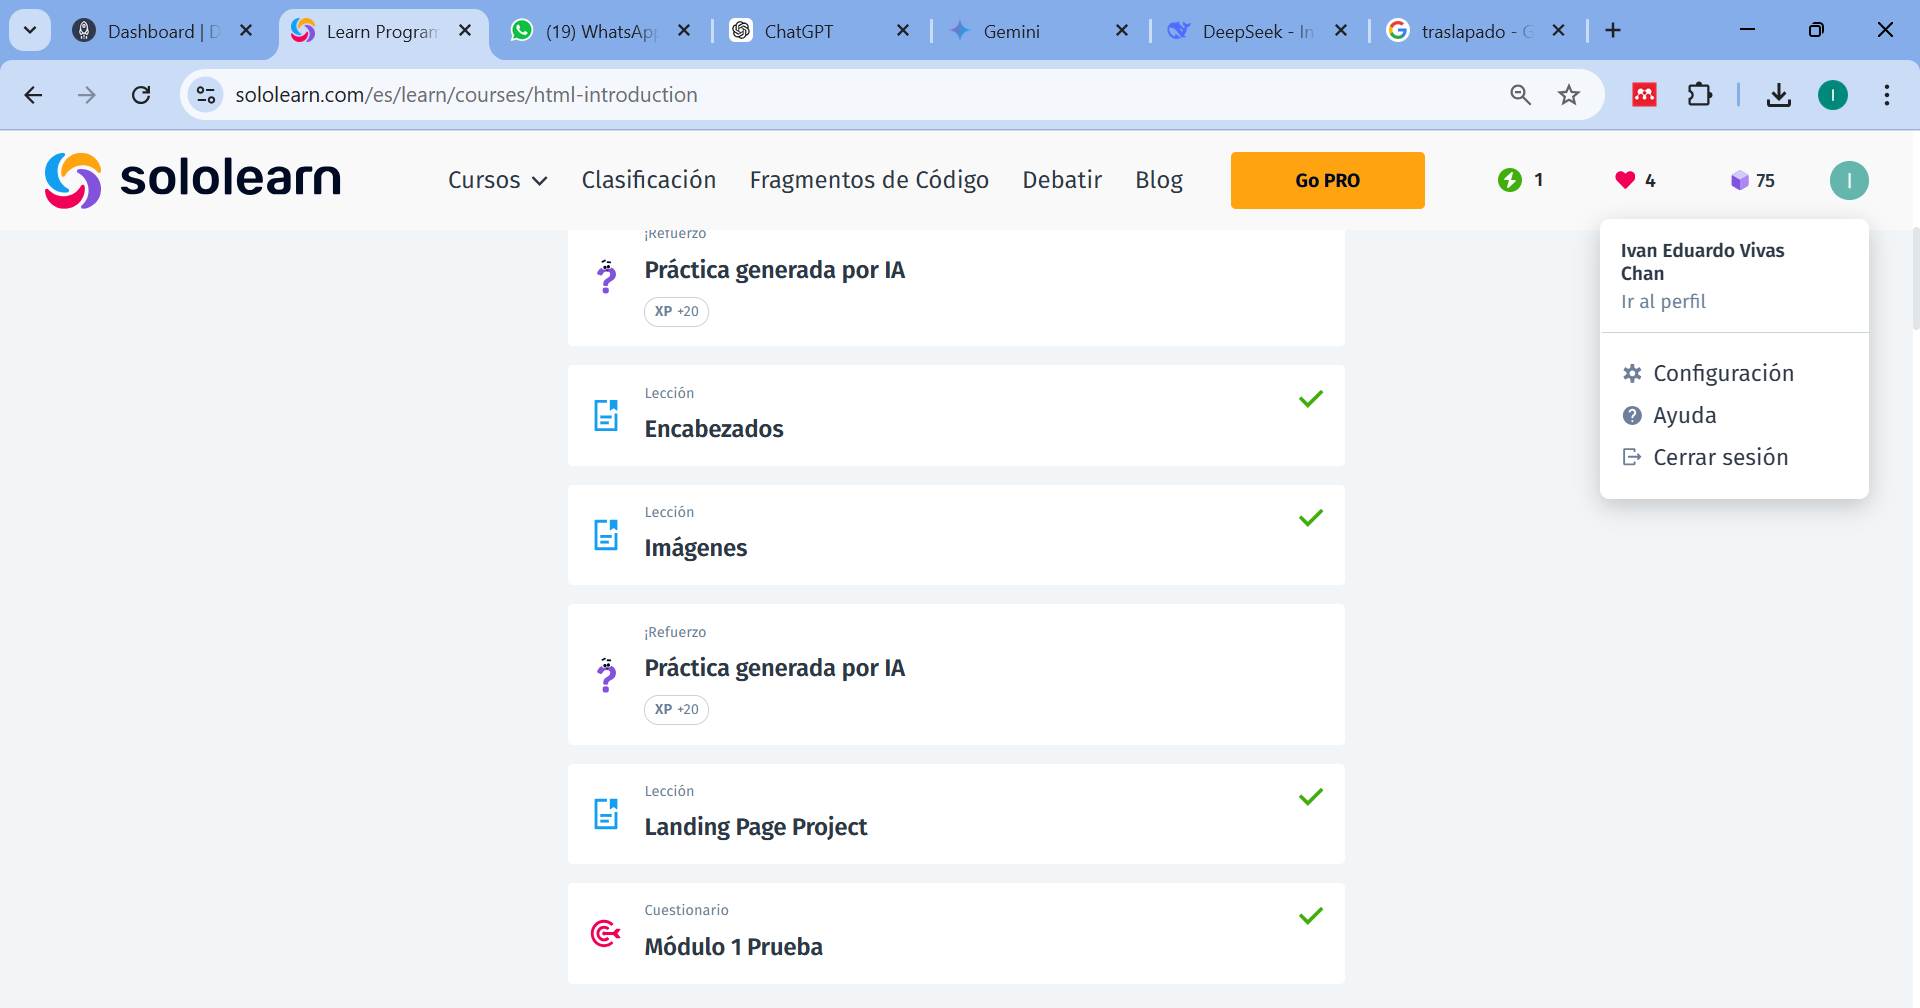 Dashboard | D
Learn Program
(19) WhatsApp
ChatGPT
Gemini
DeepSeek - In
traslapado - G
sololearn.com/es/learn/courses/html-introduction
I
sololearn
Cursos
Clasificación
Fragmentos de Código
Debatir
Blog
Go PRO
1
4
75
I
¡Refuerzo
Práctica generada por IA
XP +20
Lección
Encabezados
Lección
Imágenes
¡Refuerzo
Práctica generada por IA
XP +20
Lección
Landing Page Project
Cuestionario
Módulo 1 Prueba
Ivan Eduardo Vivas
Chan
Ir al perfil
Configuración
Ayuda
Cerrar sesión